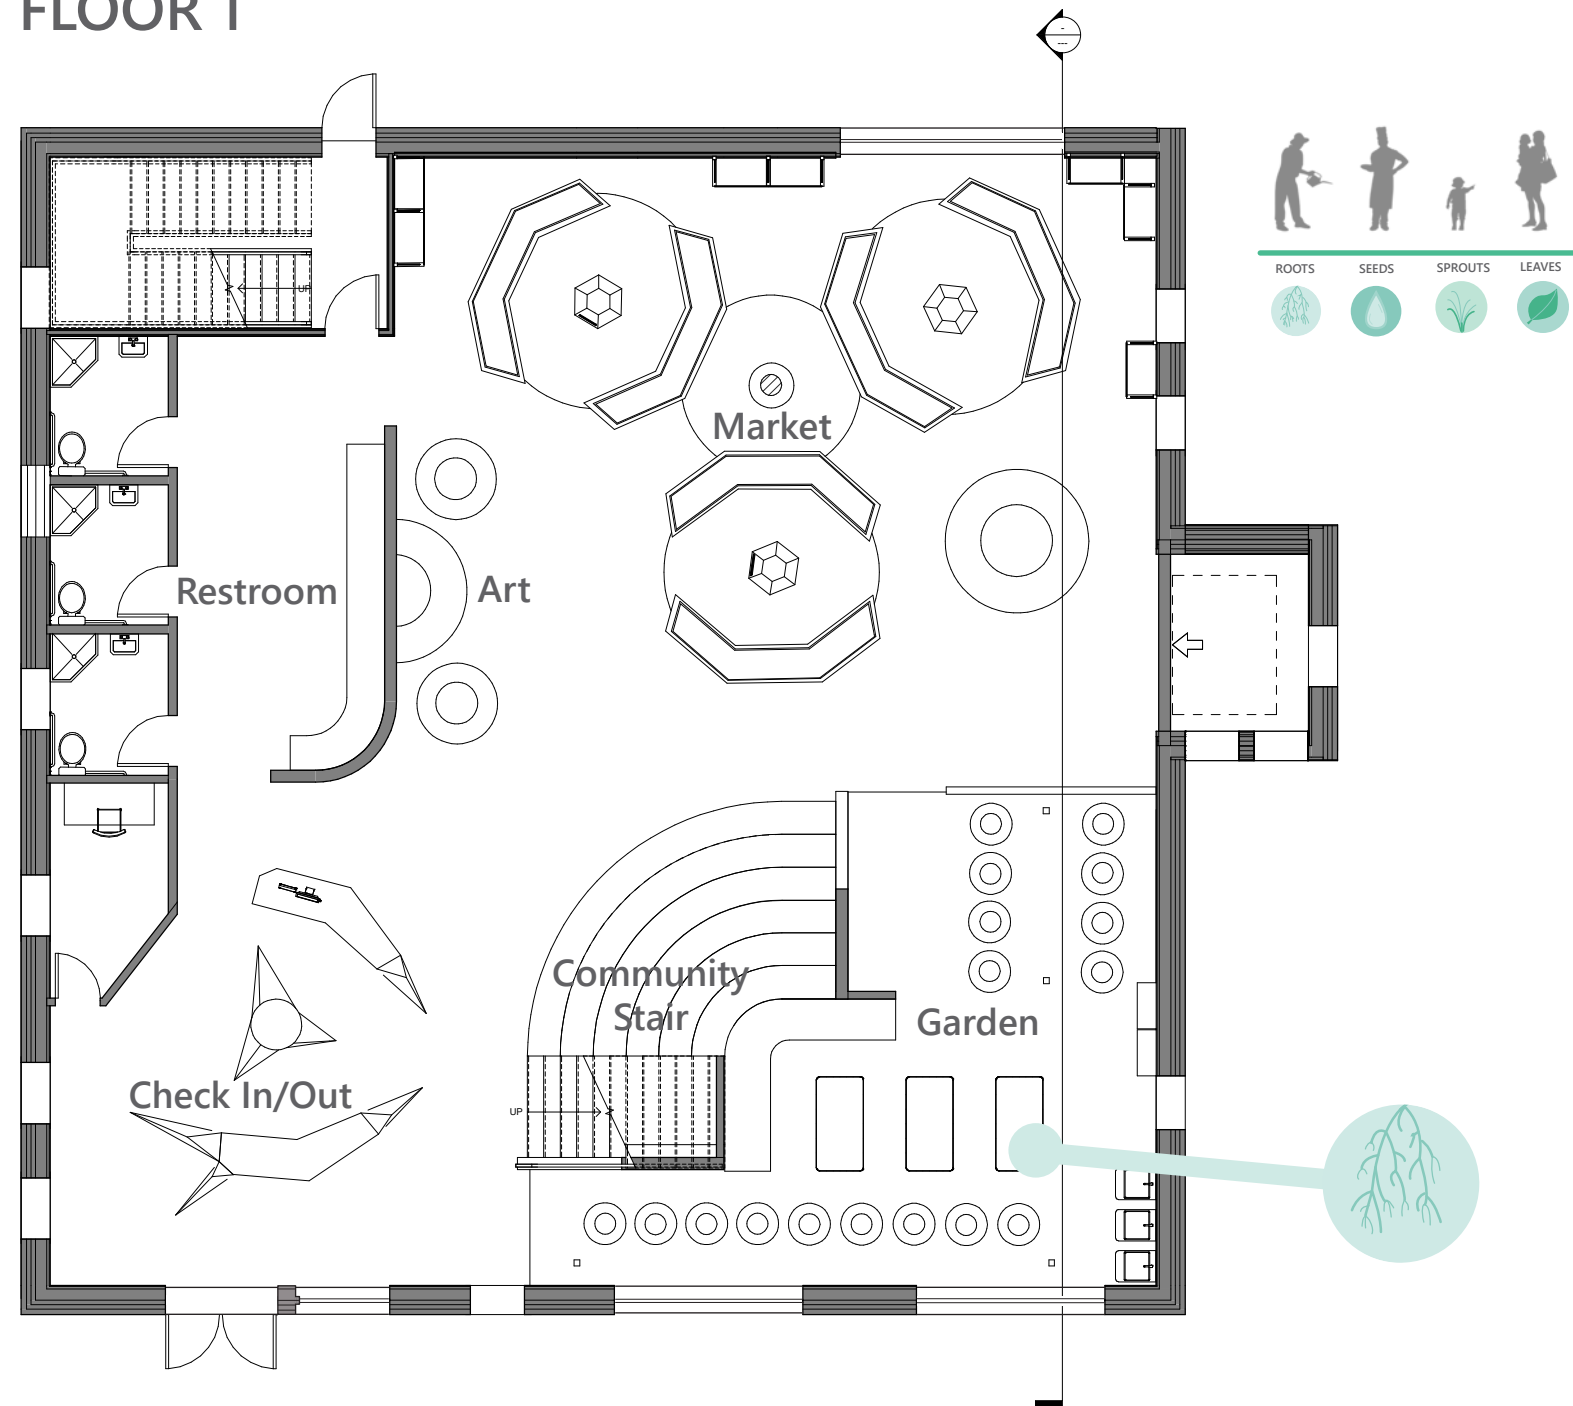 FLOOR 1
ROOTS
SEEDS
SPROUTS
LEAVES
UP
Market
Restroom
Art
Community
Stair
Garden
Check In/Out
UP